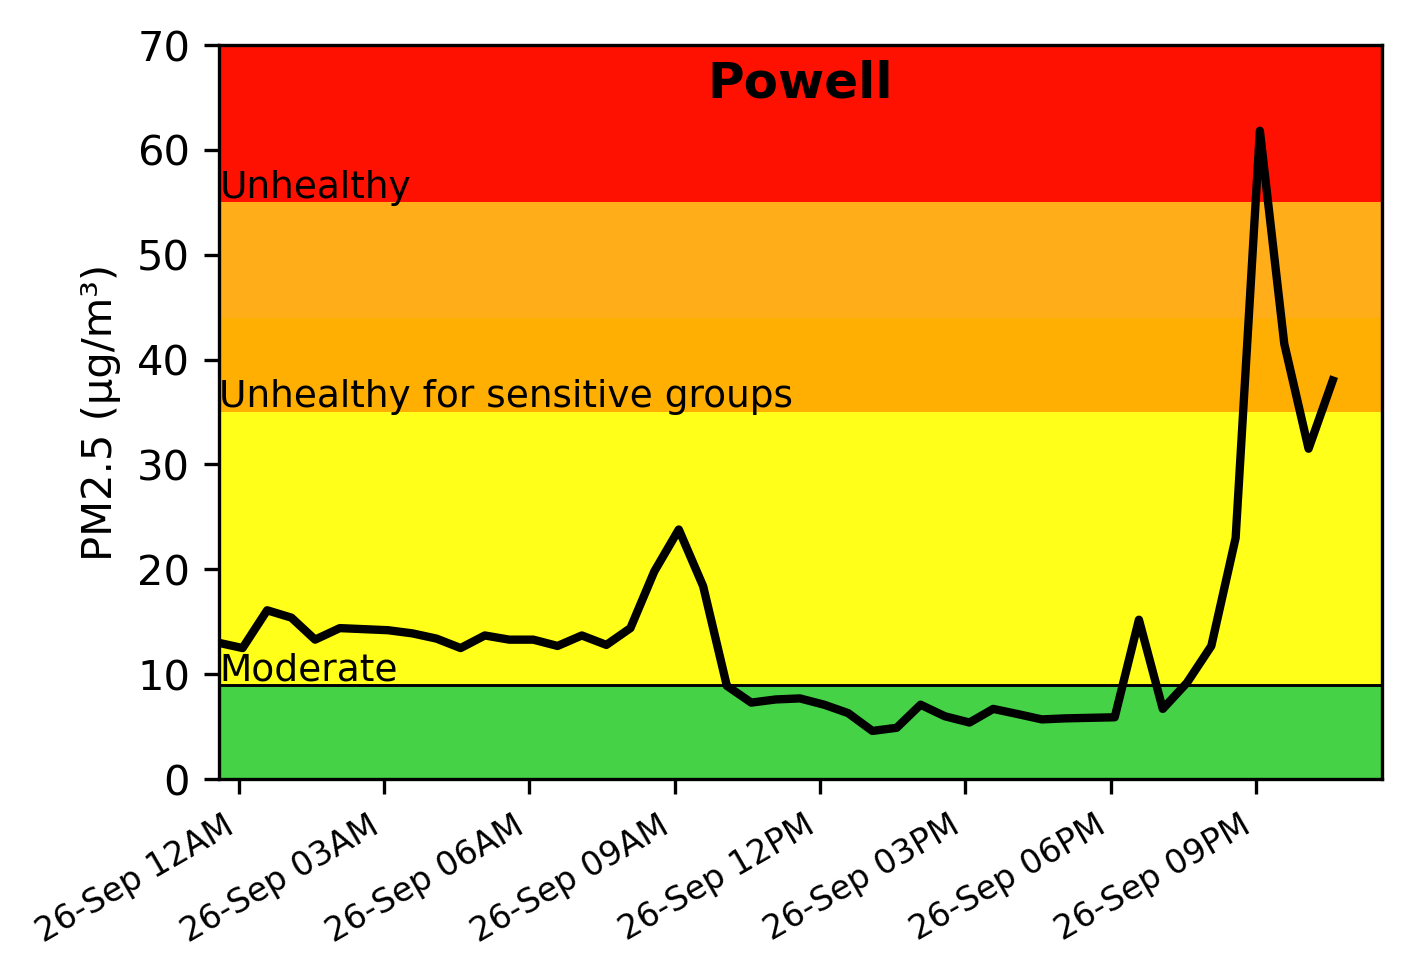 Powell
70
60
50
40
30
20
10
0
PM2.5 (µg/m³)
Unhealthy
Unhealthy for sensitive groups
Moderate
26-Sep 12AM
26-Sep 03AM
26-Sep 06AM
26-Sep 09AM
26-Sep 12PM
26-Sep 03PM
26-Sep 06PM
26-Sep 09PM